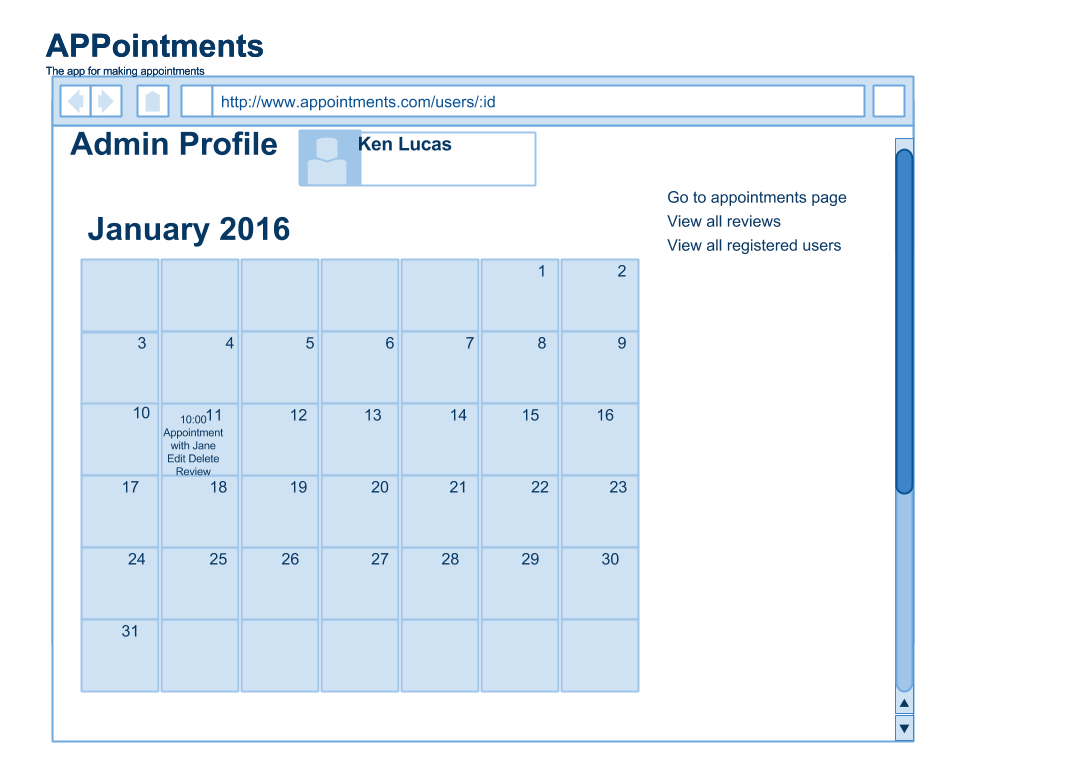 APPointments
The app for making appointments
http://www.appointments.com/users/:id
Admin Profile
Ken Lucas
Go to appointments page
View all reviews
View all registered users
January 2016
1 2
3 4 5 6 7 8 9
10 11 12 13 14 15 16
10:00
Appointment
with Jane
Edit Delete
Review
17 18 19 20 21 22 23
24 25 26 27 28 29 30
31